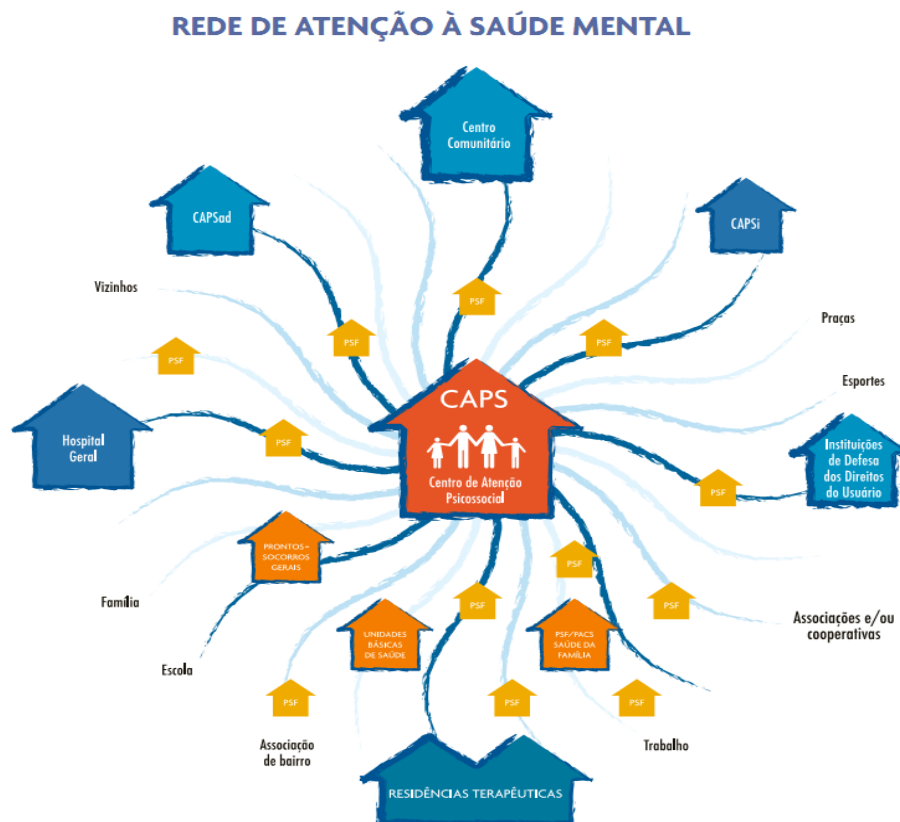 REDE DE ATENÇÃO À SAÚDE MENTAL
Centro
Comunitário
CAPSad
CAPSi
Vizinhos
PSF
Praças
PSF
PSF
PSF
Esportes
CAPS
Centro de Atenção
Psicossocial
Hospital
Geral
PSF
Instituições
de Defesa
dos Direitos
do Usuário
PSF
PRONTOS-
SOCORROS
GERAIS
PSF
Família
PSF
PSF
Associações e/ou
cooperativas
UNIDADES
BÁSICAS
DE SAÚDE
PSF/PACS
SAÚDE DA
FAMÍLIA
Escola
PSF
PSF
PSF
Associação
de bairro
Trabalho
RESIDÊNCIAS TERAPÊUTICAS